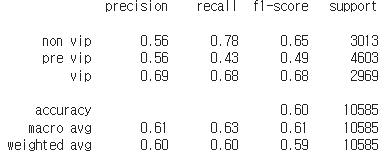 precision recall f1-score support
non vip 0.56 0.78 0.65 3013
pre vip 0.56 0.43 0.49 4603
vip 0.69 0.68 0.68 2969
accuracy 0.60 10585
macro avg 0.61 0.63 0.61 10585
weighted avg 0.60 0.60 0.59 10585